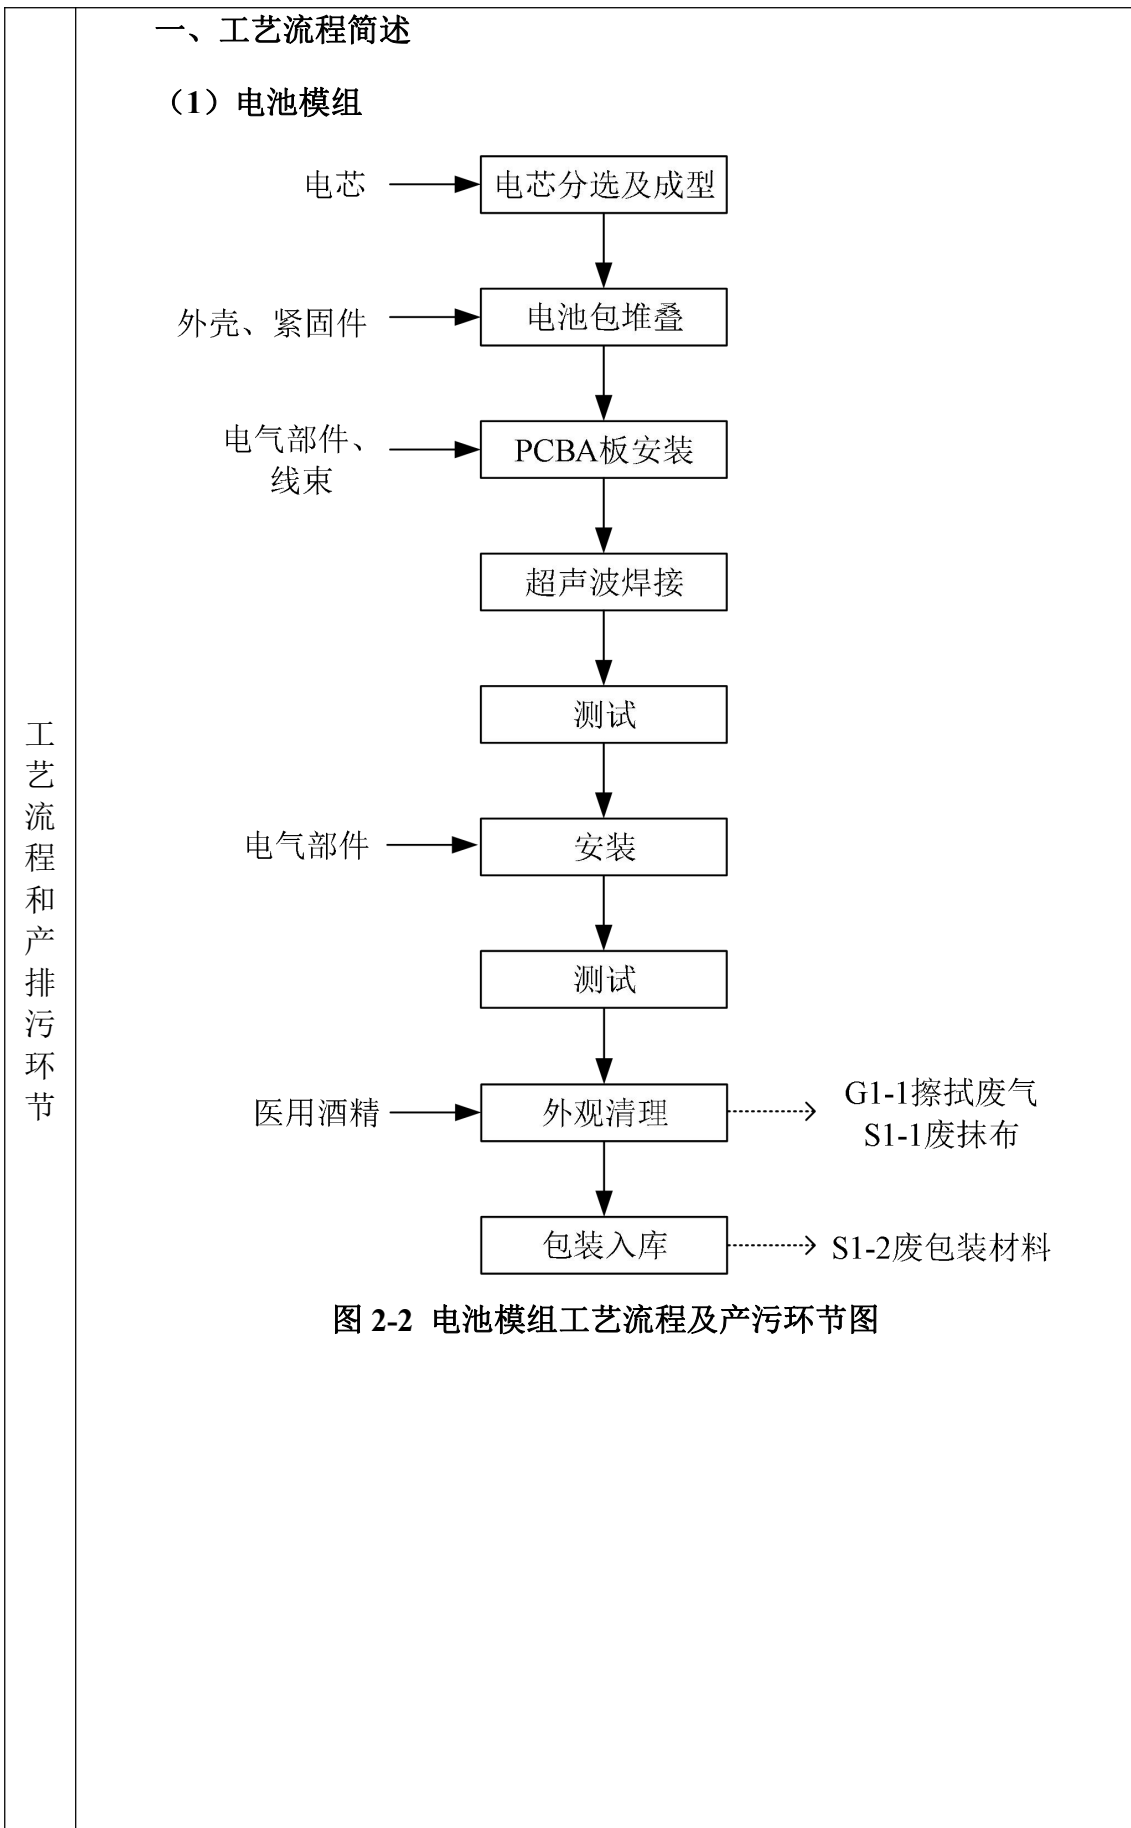 一、工艺流程简述
（1）电池模组
电芯
电芯分选及成型
外壳、紧固件
电池包堆叠
电气部件、
线束
PCBA板安装
超声波焊接
测试
电气部件
安装
测试
医用酒精
外观清理
G1-1擦拭废气
S1-1废抹布
包装入库
S1-2废包装材料
图 2-2 电池模组工艺流程及产污环节图
工
艺
流
程
和
产
排
污
环
节